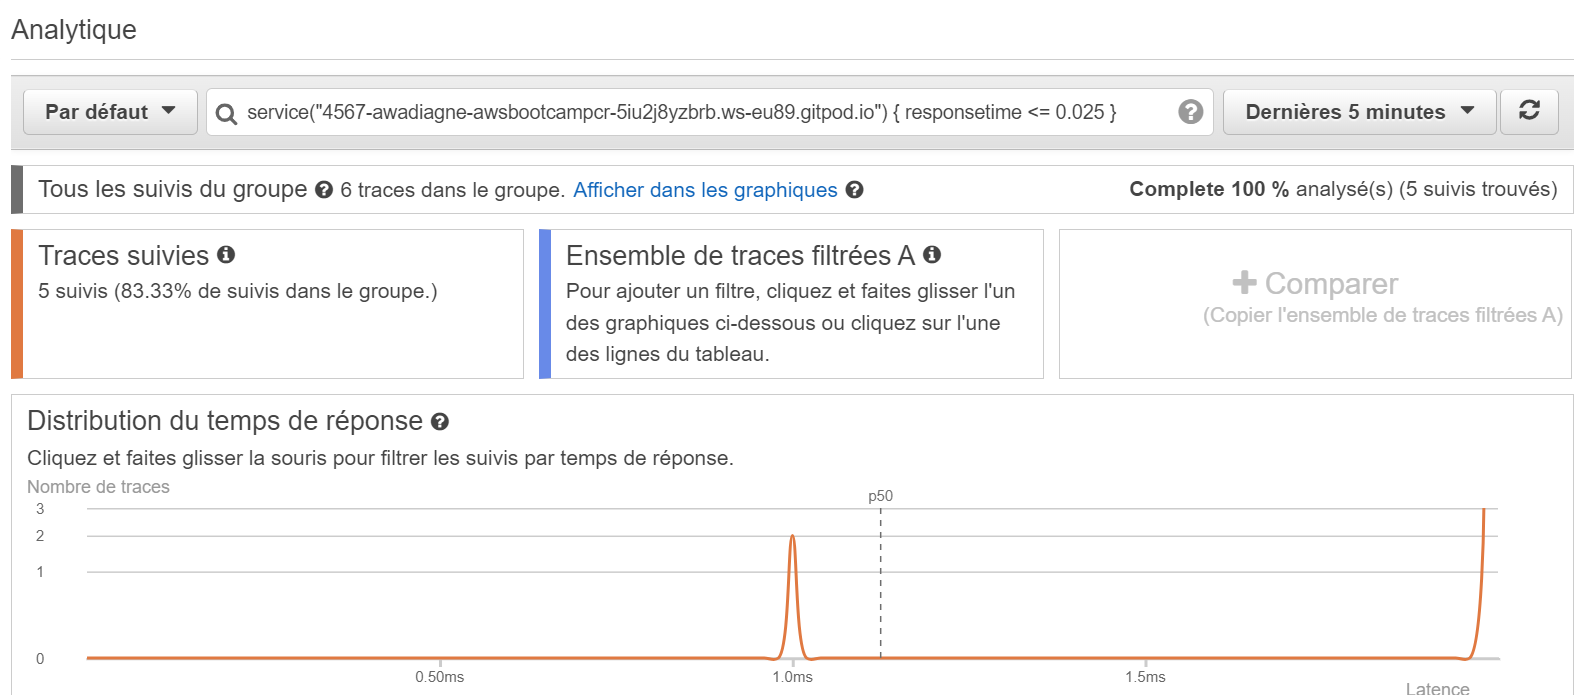 Analytique
Par défaut
service("4567-awadiagne-awsbootcampcr-5iu2j8yzbrb.ws-eu89.gitpod.io") { responsetime <= 0.025 }
Dernières 5 minutes
Tous les suivis du groupe 6 traces dans le groupe. Afficher dans les graphiques
Complete 100 % analysé(s) (5 suivis trouvés)
Traces suivies
5 suivis (83.33% de suivis dans le groupe.)
Ensemble de traces filtrées A
Pour ajouter un filtre, cliquez et faites glisser l'un
des graphiques ci-dessous ou cliquez sur l'une
des lignes du tableau.
Comparer
(Copier l'ensemble de traces filtrées A)
Distribution du temps de réponse
Cliquez et faites glisser la souris pour filtrer les suivis par temps de réponse.
Nombre de traces
p50
3
2
1
0
0.50ms
1.0ms
1.5ms
Latence